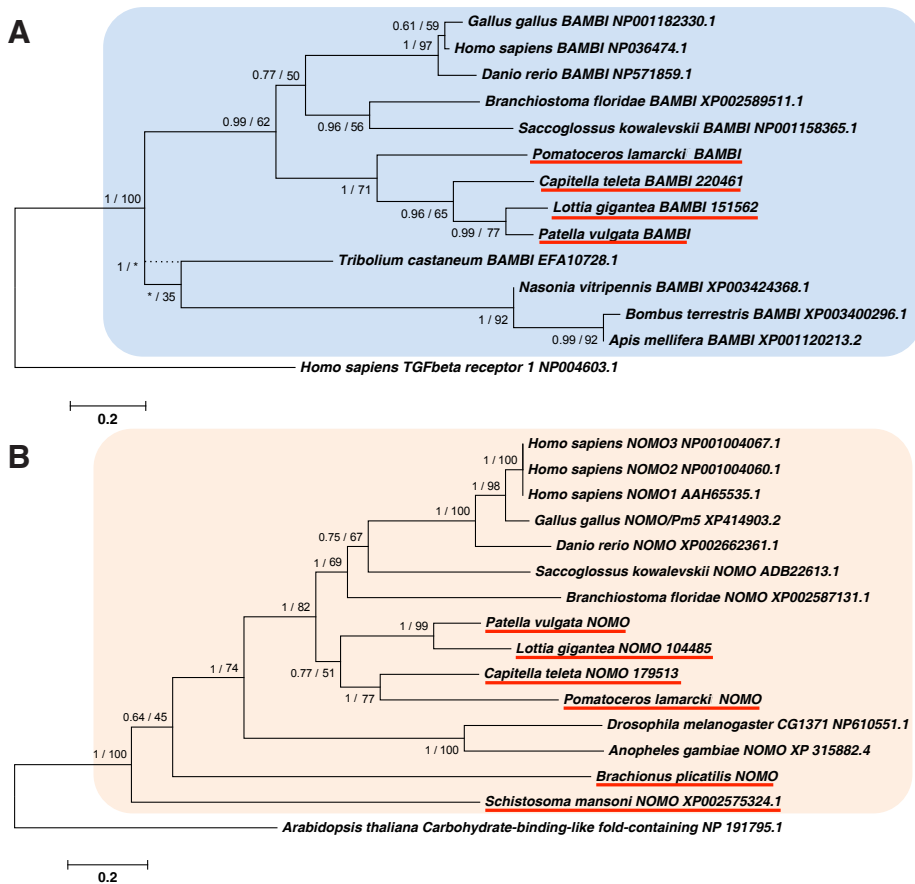 A
0.61 / 59
Gallus gallus BAMBI NP001182330.1
1 / 97
Homo sapiens BAMBI NP036474.1
0.77 / 50
Danio rerio BAMBI NP571859.1
Branchiostoma floridae BAMBI XP002589511.1
0.99 / 62
0.96 / 56
Saccoglossus kowalevskii BAMBI NP001158365.1
Pomatoceros lamarcki BAMBI
1 / 71
Capitella teleta BAMBI 220461
1 / 100
0.96 / 65
Lottia gigantea BAMBI 151562
0.99 / 77
Patella vulgata BAMBI
1 / *
Tribolium castaneum BAMBI EFA10728.1
* / 35
Nasonia vitripennis BAMBI XP003424368.1
1 / 92
Bombus terrestris BAMBI XP003400296.1
0.99 / 92
Apis mellifera BAMBI XP001120213.2
Homo sapiens TGFbeta receptor 1 NP004603.1
0.2
B
Homo sapiens NOMO3 NP001004067.1
1 / 100
Homo sapiens NOMO2 NP001004060.1
1 / 98
Homo sapiens NOMO1 AAH65535.1
1 / 100
Gallus gallus NOMO/Pm5 XP414903.2
0.75 / 67
Danio rerio NOMO XP002662361.1
1 / 69
Saccoglossus kowalevskii NOMO ADB22613.1
Branchiostoma floridae NOMO XP002587131.1
1 / 82
Patella vulgata NOMO
1 / 99
Lottia gigantea NOMO 104485
1 / 74
0.77 / 51
Capitella teleta NOMO 179513
1 / 77
Pomatoceros lamarcki NOMO
0.64 / 45
Drosophila melanogaster CG1371 NP610551.1
1 / 100
Anopheles gambiae NOMO XP 315882.4
1 / 100
Brachionus plicatilis NOMO
Schistosoma mansoni NOMO XP002575324.1
Arabidopsis thaliana Carbohydrate-binding-like fold-containing NP 191795.1
0.2